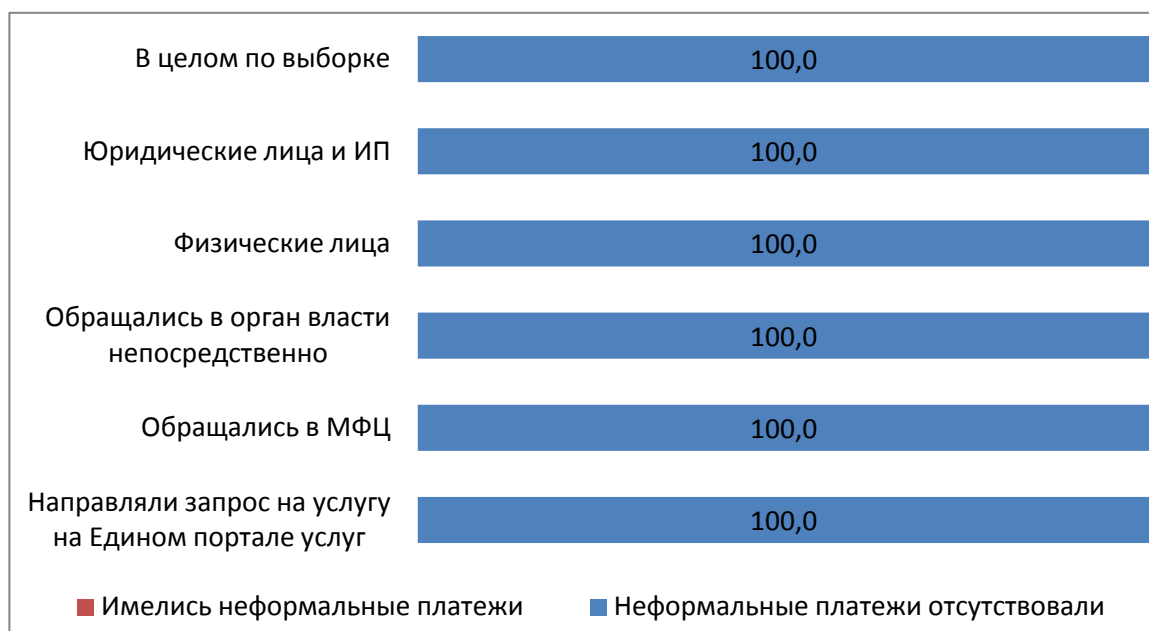 В целом по выборке
100,0
Юридические лица и ИП
100,0
Физические лица
100,0
Обращались в орган власти
непосредственно
100,0
Обращались в МФЦ
100,0
Направляли запрос на услугу
на Едином портале услуг
100,0
Имелись неформальные платежи
Неформальные платежи отсутствовали